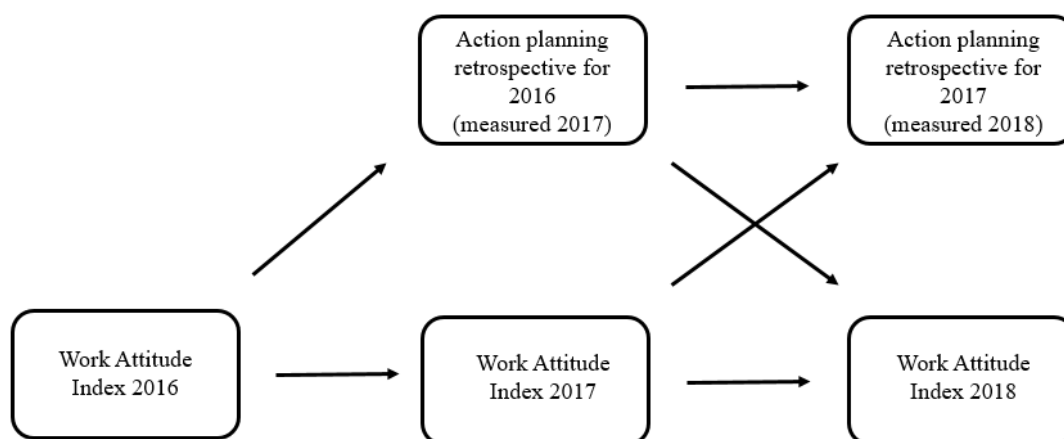 Action planning
retrospective for
2016
(measured 2017)
Action planning
retrospective for
2017
(measured 2018)
Work Attitude
Index 2016
Work Attitude
Index 2017
Work Attitude
Index 2018